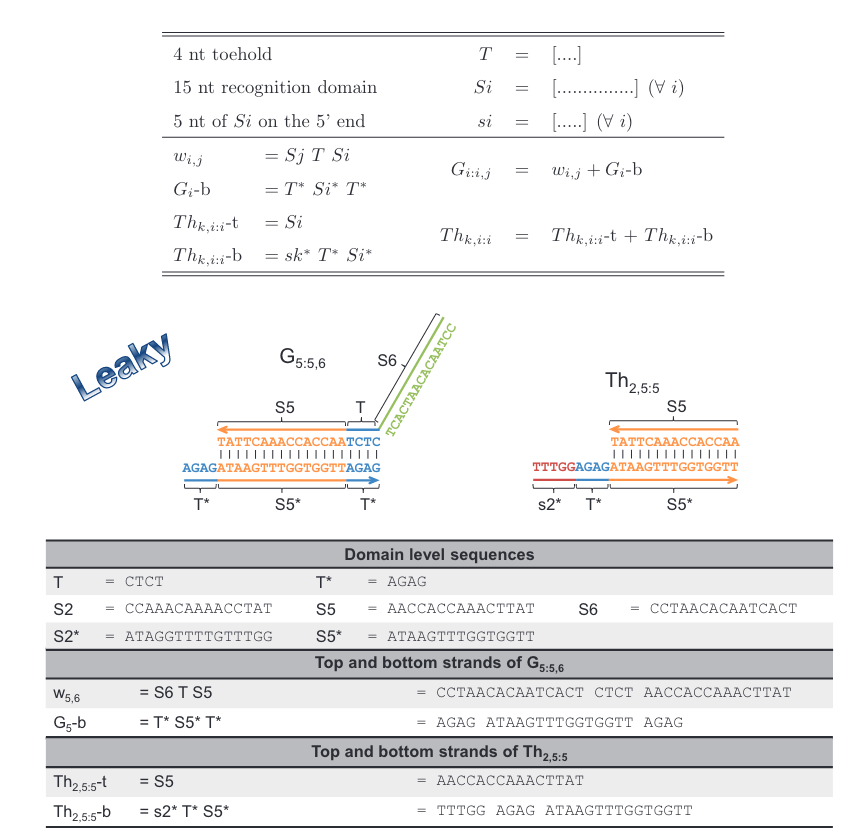 4 nt toehold T = [....]
15 nt recognition domain Si = [...............] (∀ i)
5 nt of Si on the 5' end si = [.....] (∀ i)
w_{i,j} = Sj T Si
G_{i:i,j} = w_{i,j} + G_i-b
G_i-b = T* Si* T*
Th_{k,i:i}-t = Si
Th_{k,i:i} = Th_{k,i:i}-t + Th_{k,i:i}-b
Th_{k,i:i}-b = sk* T* Si*
Leaky
G_{5:5,6}
S6
TCACTAACACAATCC
S5 T
TATTCAAACCACCAATCTC
AGAGATAAGTTTGGTGGTTAGAG
T* S5* T*
Th_{2,5:5}
S5
TATTCAAACCACCAA
TTTGGAGAGATAAGTTTGGTGGTT
s2* T* S5*
Domain level sequences
T = CTCT T* = AGAG
S2 = CCAAACAAAACCTAT S5 = AACCACCAAACTTAT S6 = CCTAACACAATCACT
S2* = ATAGGTTTTGTTTGG S5* = ATAAGTTTGGTGGTT
Top and bottom strands of G_{5:5,6}
w_{5,6} = S6 T S5 = CCTAACACAATCACT CTCT AACCACCAAACTTAT
G_5-b = T* S5* T* = AGAG ATAAGTTTGGTGGTT AGAG
Top and bottom strands of Th_{2,5:5}
Th_{2,5:5}-t = S5 = AACCACCAAACTTAT
Th_{2,5:5}-b = s2* T* S5* = TTTGG AGAG ATAAGTTTGGTGGTT